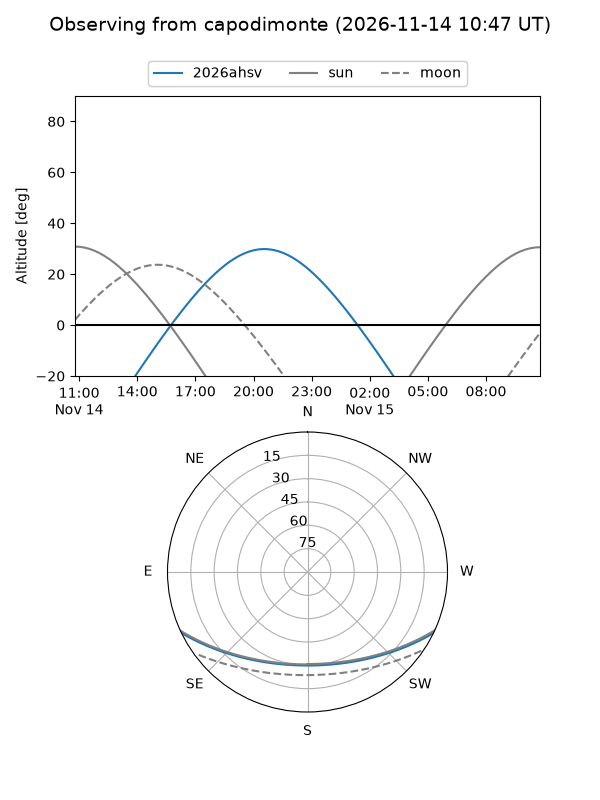 Observing from capodimonte (2026-11-14 10:47 UT)
2026ahsv sun moon
80
60
40
20
0
−20
Altitude [deg]
11:00 14:00 17:00 20:00 23:00 02:00 05:00 08:00
Nov 14 Nov 15
N
NE NW
15
30
45
60
75
E W
SE SW
S